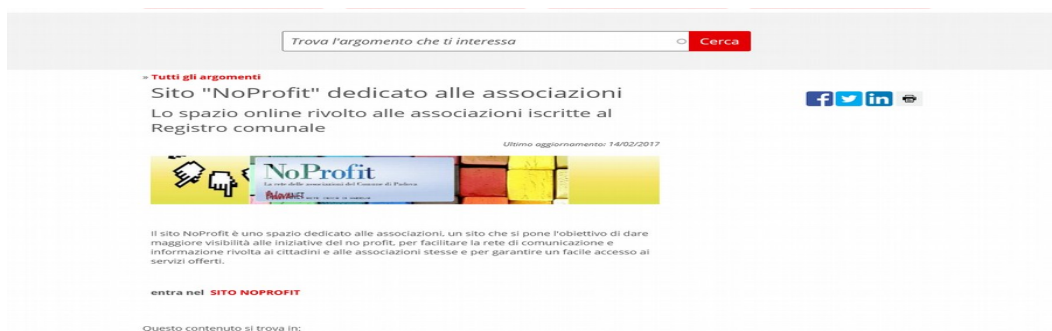 Trova l'argomento che ti interessa
Cerca
» Tutti gli argomenti
Sito "NoProfit" dedicato alle associazioni
Lo spazio online rivolto alle associazioni iscritte al
Registro comunale
Ultimo aggiornamento: 14/02/2017
NoProfit
La rete delle associazioni del Comune di Padova
PADOVANET
Il sito NoProfit è uno spazio dedicato alle associazioni, un sito che si pone l'obiettivo di dare
maggiore visibilità alle iniziative del no profit, per facilitare la rete di comunicazione e
informazione rivolta ai cittadini e alle associazioni stesse e per garantire un facile accesso ai
servizi offerti.
entra nel SITO NOPROFIT
Questo contenuto si trova in: